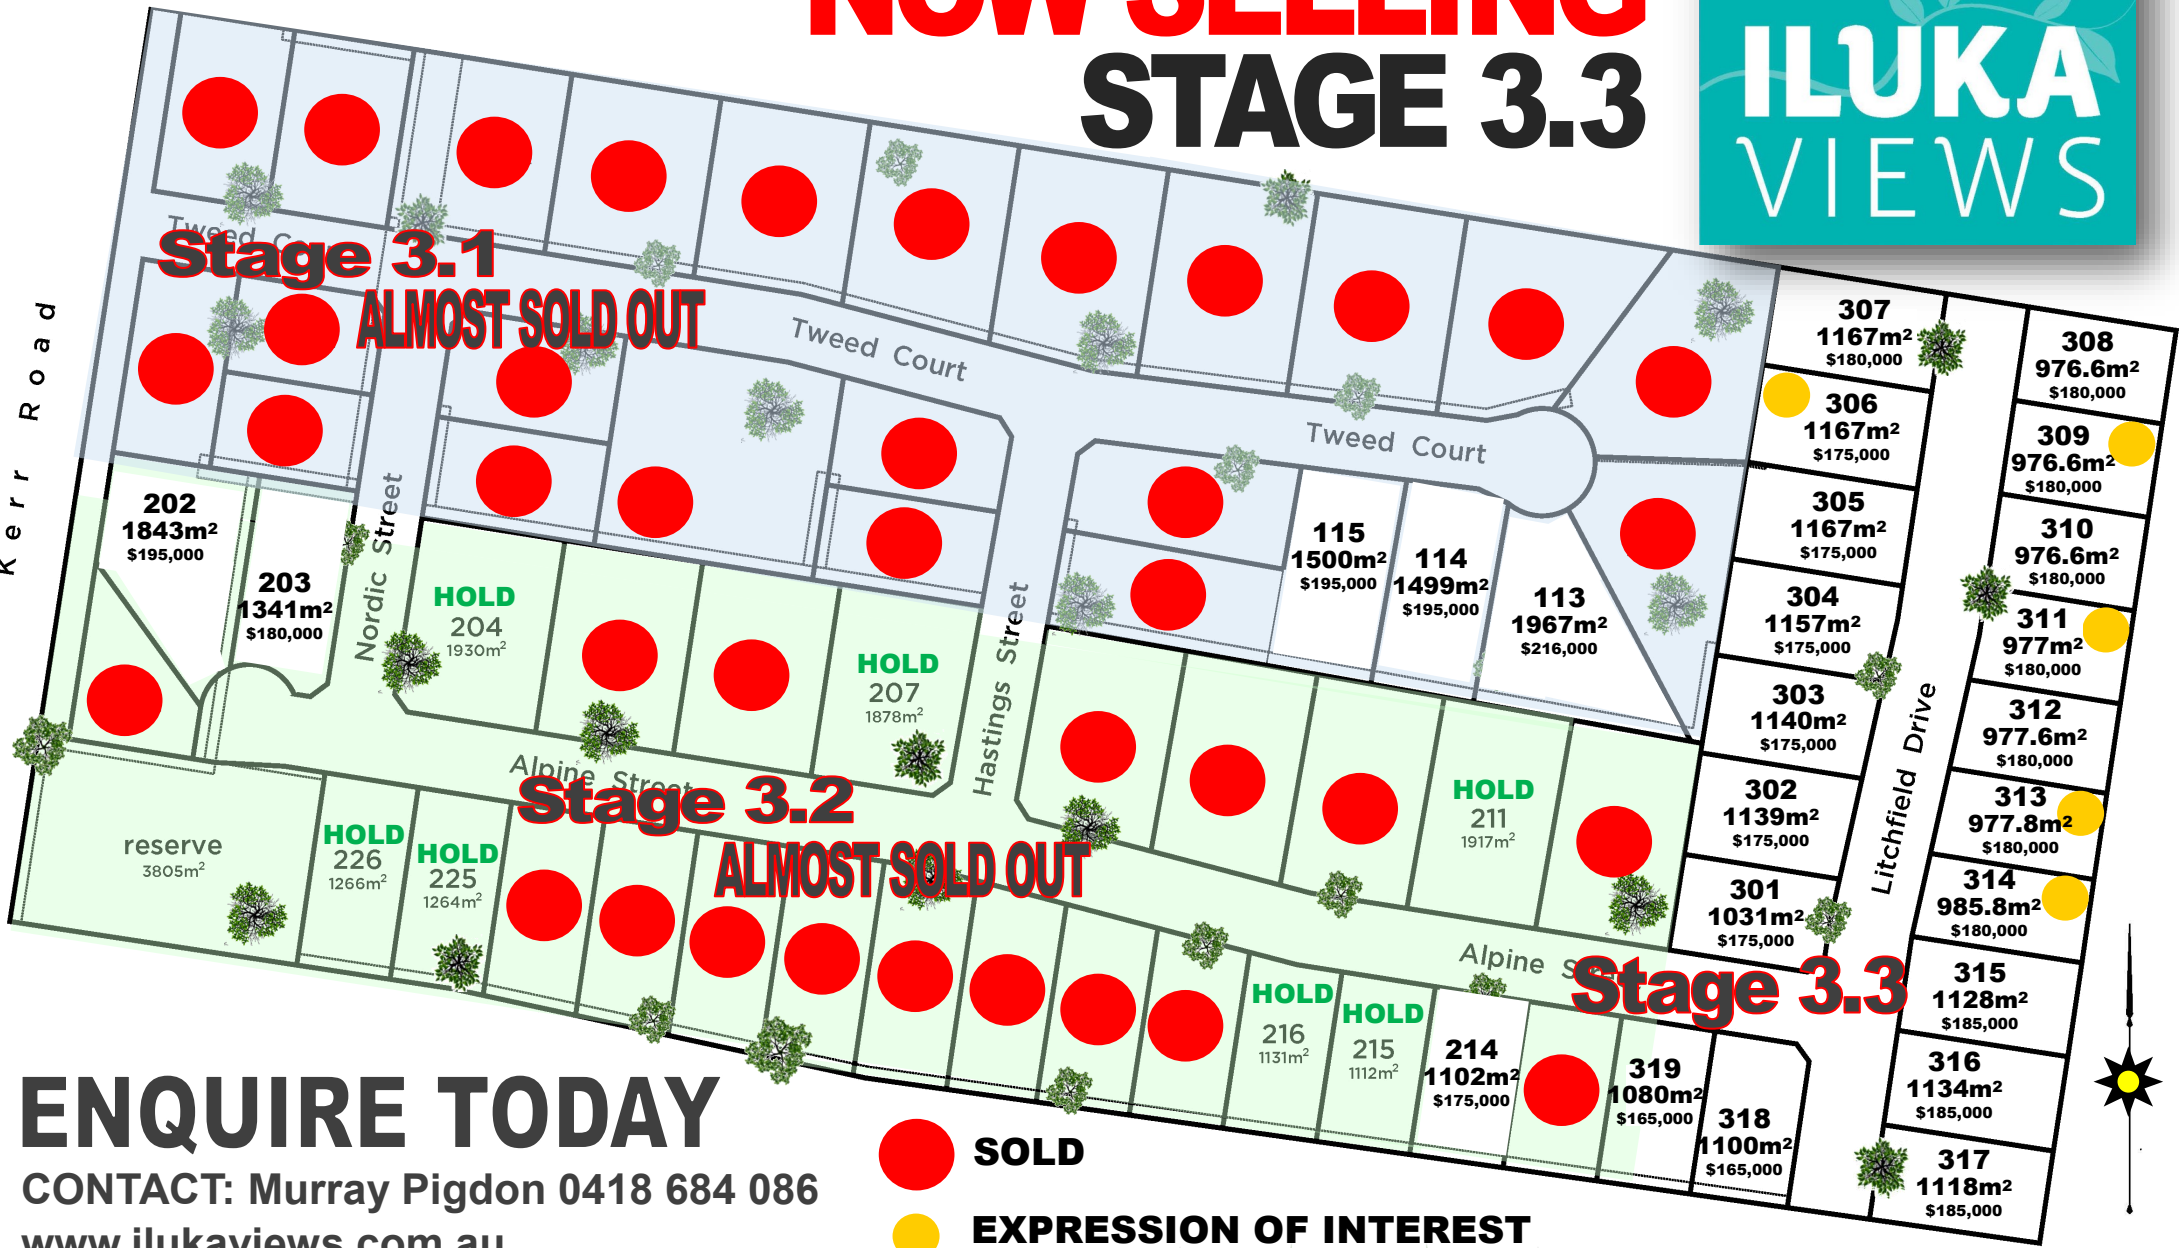 NOW SELLING
STAGE 3.3
ILUKA
VIEWS
Tweed
Stage 3.1
ALMOST SOLD OUT
Tweed Court
Tweed Court
Kerr Road
Nordic Street
Hastings Street
202
1843m²
$195,000
203
1341m²
$180,000
HOLD
204
1930m²
HOLD
207
1878m²
115
1500m²
$195,000
114
1499m²
$195,000
113
1967m²
$216,000
Alpine Street
Stage 3.2
ALMOST SOLD OUT
HOLD
211
1917m²
reserve
3805m²
HOLD
226
1266m²
HOLD
225
1264m²
HOLD
216
1131m²
HOLD
215
1112m²
214
1102m²
$175,000
Alpine
Stage 3.3
319
1080m²
$165,000
318
1100m²
$165,000
307
1167m²
$180,000
306
1167m²
$175,000
305
1167m²
$175,000
304
1157m²
$175,000
303
1140m²
$175,000
302
1139m²
$175,000
301
1031m²
$175,000
Litchfield Drive
308
976.6m²
$180,000
309
976.6m²
$180,000
310
976.6m²
$180,000
311
977m²
$180,000
312
977.6m²
$180,000
313
977.8m²
$180,000
314
985.8m²
$180,000
315
1128m²
$185,000
316
1134m²
$185,000
317
1118m²
$185,000
ENQUIRE TODAY
CONTACT: Murray Pigdon 0418 684 086
www.ilukaviews.com.au
SOLD
EXPRESSION OF INTEREST